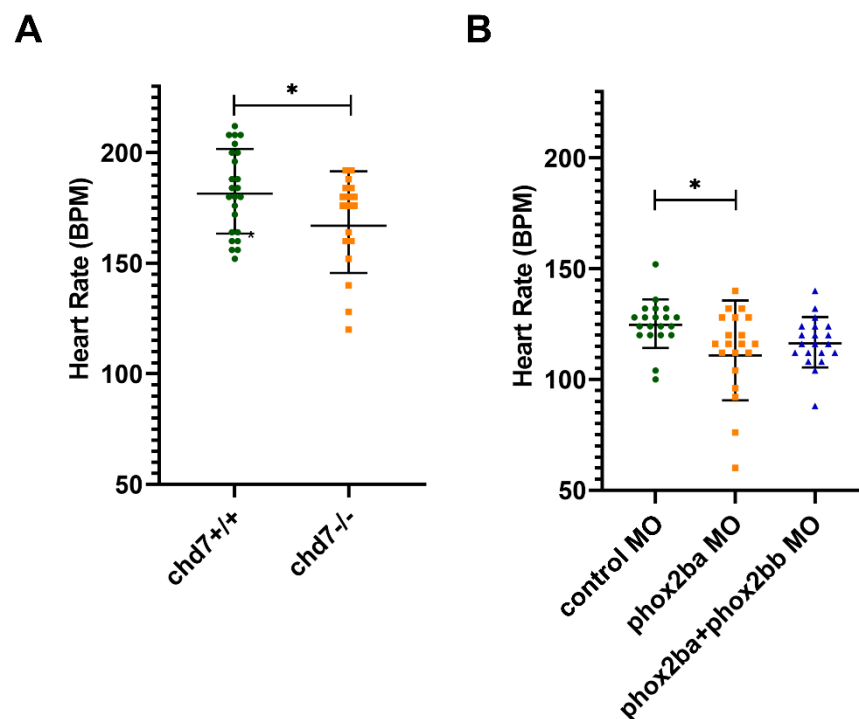 A
B
*
*
*
Heart Rate (BPM)
200
150
100
50
chd7+/+
chd7-/-
Heart Rate (BPM)
200
150
100
50
control MO
phox2ba MO
phox2ba+phox2bb MO